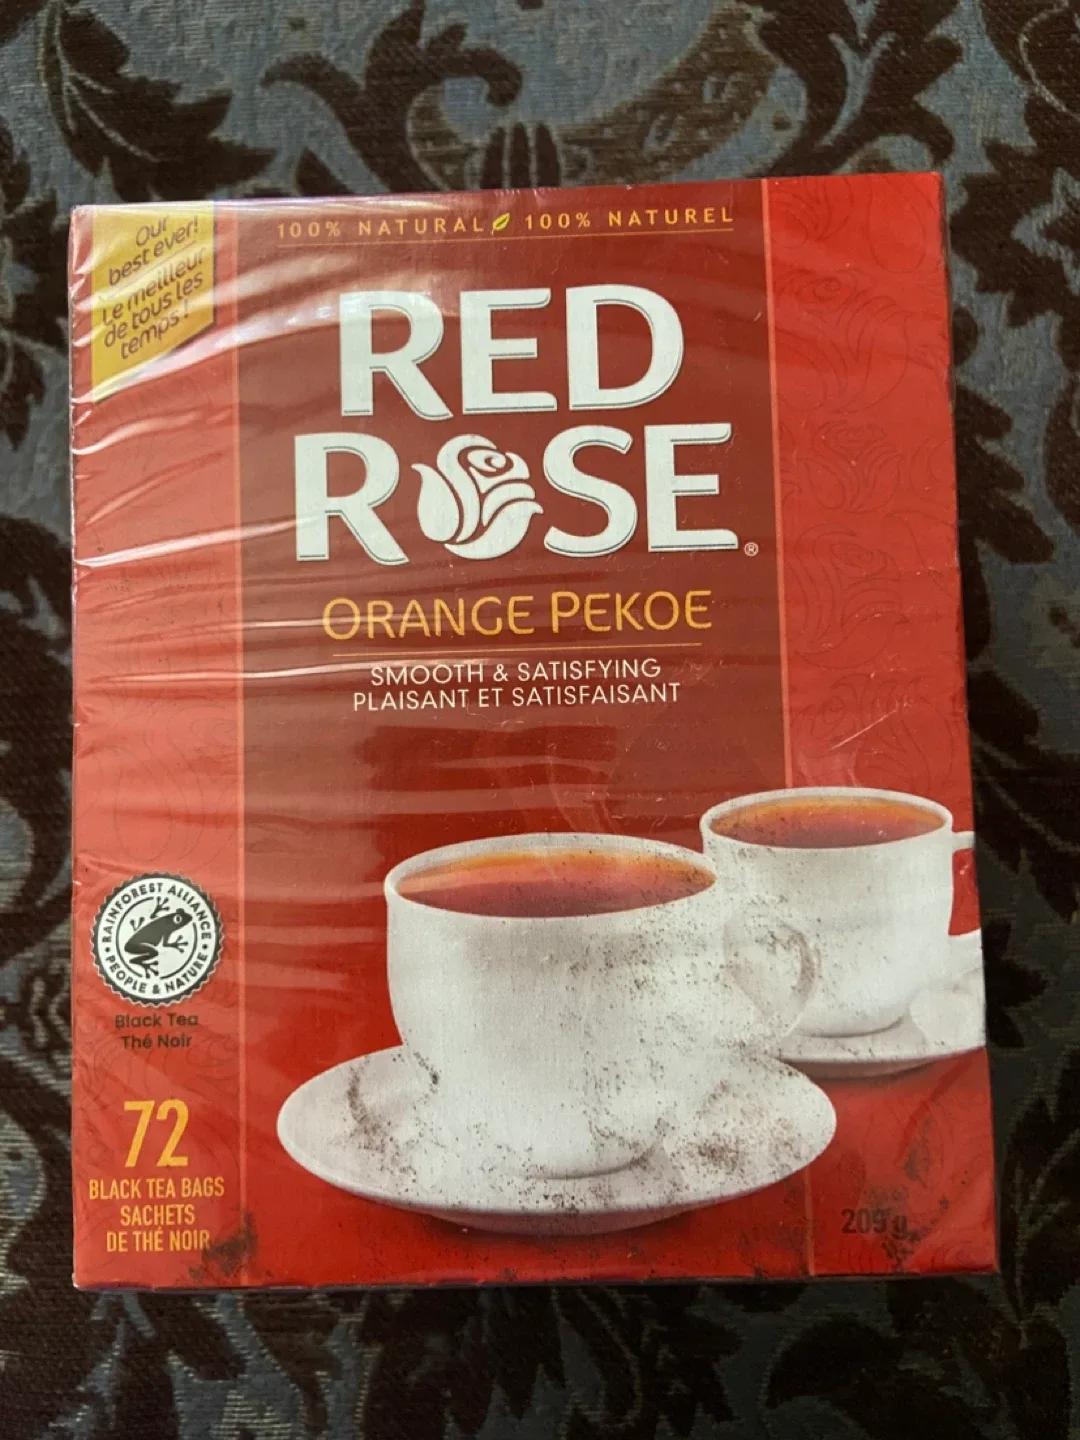 Our
best ever!
Le meilleur
de tous les
temps !
100% NATURAL 100% NATUREL
RED
ROSE®
ORANGE PEKOE
SMOOTH & SATISFYING
PLAISANT ET SATISFAISANT
RAINFOREST ALLIANCE
PEOPLE & NATURE
Black Tea
Thé Noir
72
BLACK TEA BAGS
SACHETS
DE THÉ NOIR
209 g